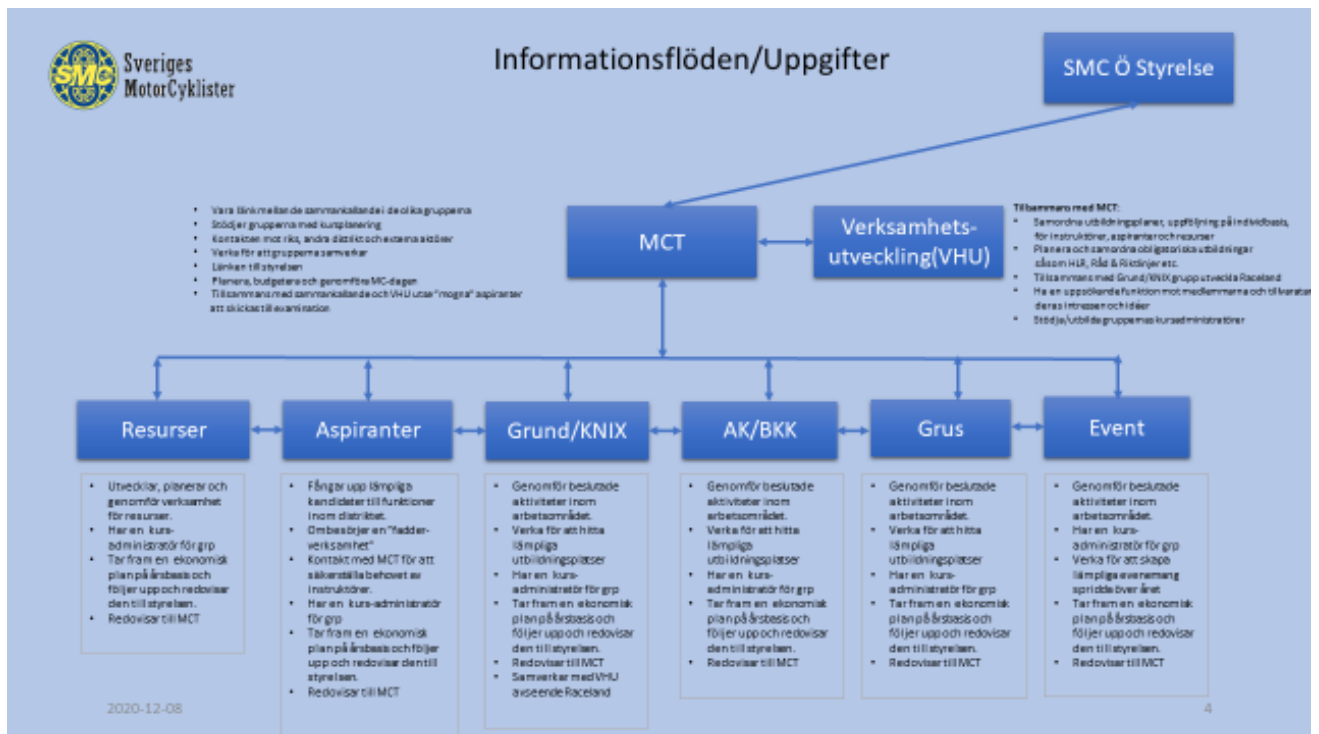 SMC
Sveriges
MotorCyklister
Informationsflöden/Uppgifter
SMC Ö Styrelse
• Vara länk mellan de sammankallande i de olika grupperna
• Stödjer grupperna med kursplanering
• Kontakten mot riks, andra distrikt och externa aktörer
• Verka för att grupperna samverkar
• Länken till styrelsen
• Planera, budgetera och genomföra MC-dagen
• Tillsammans med sammankallande och VHU utse "mogna" aspiranter
att skickas till examination
MCT
Verksamhets-
utveckling(VHU)
Tillsammans med MCT:
• Samordna utbildningsplaner, uppföljning på individbasis,
för instruktörer, aspiranter och resurser
• Planera och samordna obligatoriska utbildningar
såsom HLR, Råd & Riktlinjer etc.
• Tillsammans med Grund/KNIX grupp utveckla Raceland
• Ha en uppsökande funktion mot medlemmarna och tillvaratar
deras intressen och idéer
• Stödja/utbilda gruppernas kursadministratörer
Resurser
Aspiranter
Grund/KNIX
AK/BKK
Grus
Event
• Utvecklar, planerar och
genomför verksamhet
för resurser.
• Har en kurs-
administratör för grp
• Tar fram en ekonomisk
plan på årsbasis och
följer upp och redovisar
den till styrelsen.
• Redovisar till MCT
• Fångar upp lämpliga
kandidater till funktioner
inom distriktet.
• Ombesörjer en "fadder-
verksamhet"
• Kontakt med MCT för att
säkerställa behovet av
instruktörer.
• Har en kurs-administratör
för grp
• Tar fram en ekonomisk
plan på årsbasis och följer
upp och redovisar den till
styrelsen.
• Redovisar till MCT
• Genomför beslutade
aktiviteter inom
arbetsområdet.
• Verka för att hitta
lämpliga
utbildningsplatser
• Har en kurs-
administratör för grp
• Tar fram en ekonomisk
plan på årsbasis och
följer upp och redovisar
den till styrelsen.
• Redovisar till MCT
• Samverkar med VHU
avseende Raceland
• Genomför beslutade
aktiviteter inom
arbetsområdet.
• Verka för att hitta
lämpliga
utbildningsplatser
• Har en kurs-
administratör för grp
• Tar fram en ekonomisk
plan på årsbasis och
följer upp och redovisar
den till styrelsen.
• Redovisar till MCT
• Genomför beslutade
aktiviteter inom
arbetsområdet.
• Verka för att hitta
lämpliga
utbildningsplatser
• Har en kurs-
administratör för grp
• Tar fram en ekonomisk
plan på årsbasis och
följer upp och redovisar
den till styrelsen.
• Redovisar till MCT
• Genomför beslutade
aktiviteter inom
arbetsområdet.
• Har en kurs-
administratör för grp
• Verka för att skapa
lämpliga evenemang
spridda över året
• Tar fram en ekonomisk
plan på årsbasis och
följer upp och redovisar
den till styrelsen.
• Redovisar till MCT
2020-12-08
4